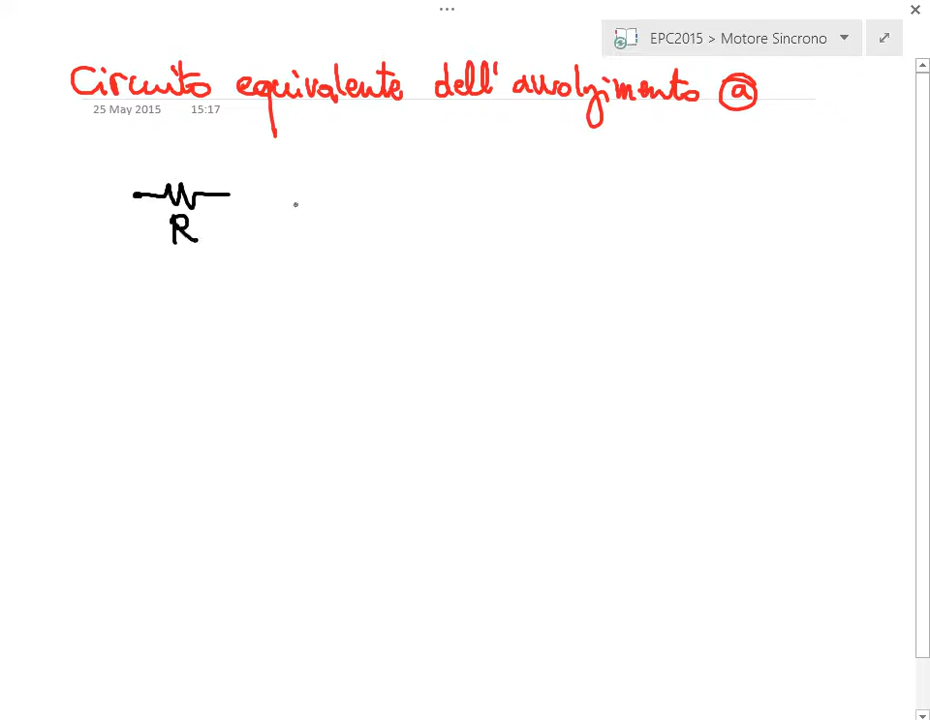 EPC2015 > Motore Sincrono
Circuito equivalente dell'avvolgimento a
25 May 2015 15:17
R